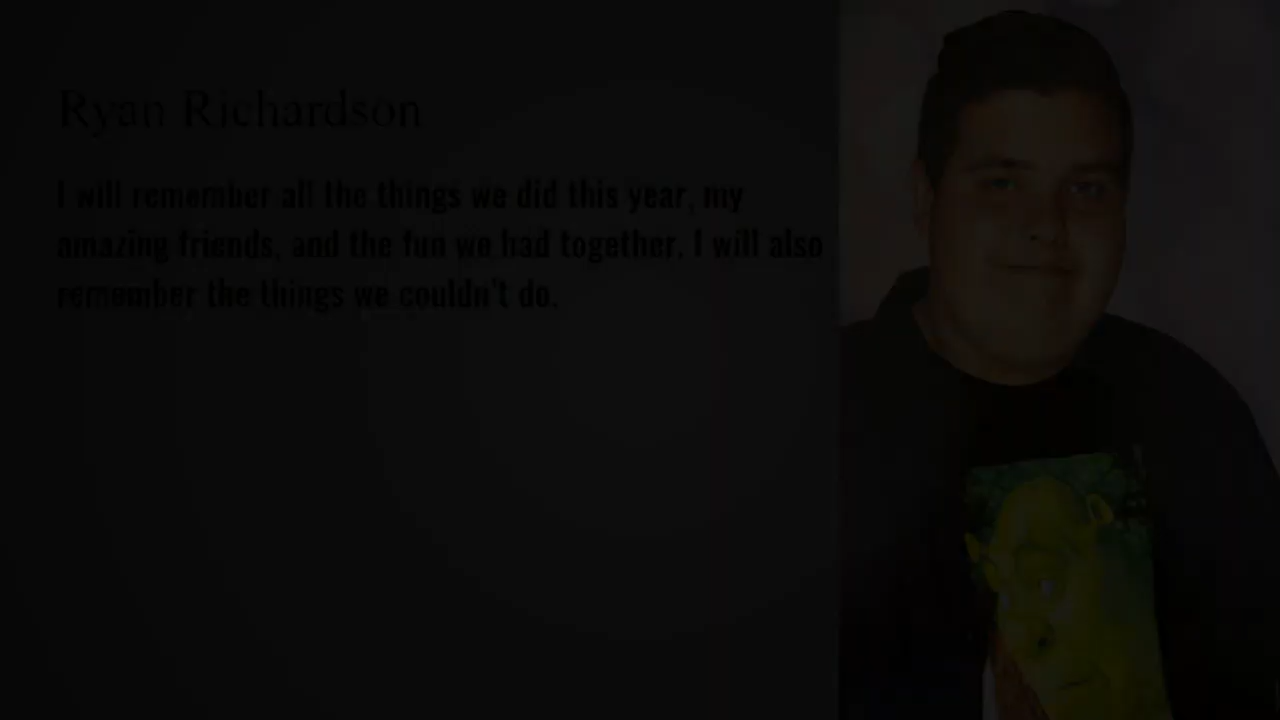 Ryan Richardson
I will remember all the things we did this year, my
amazing friends, and the fun we had together, I will also
remember the things we couldn't do.